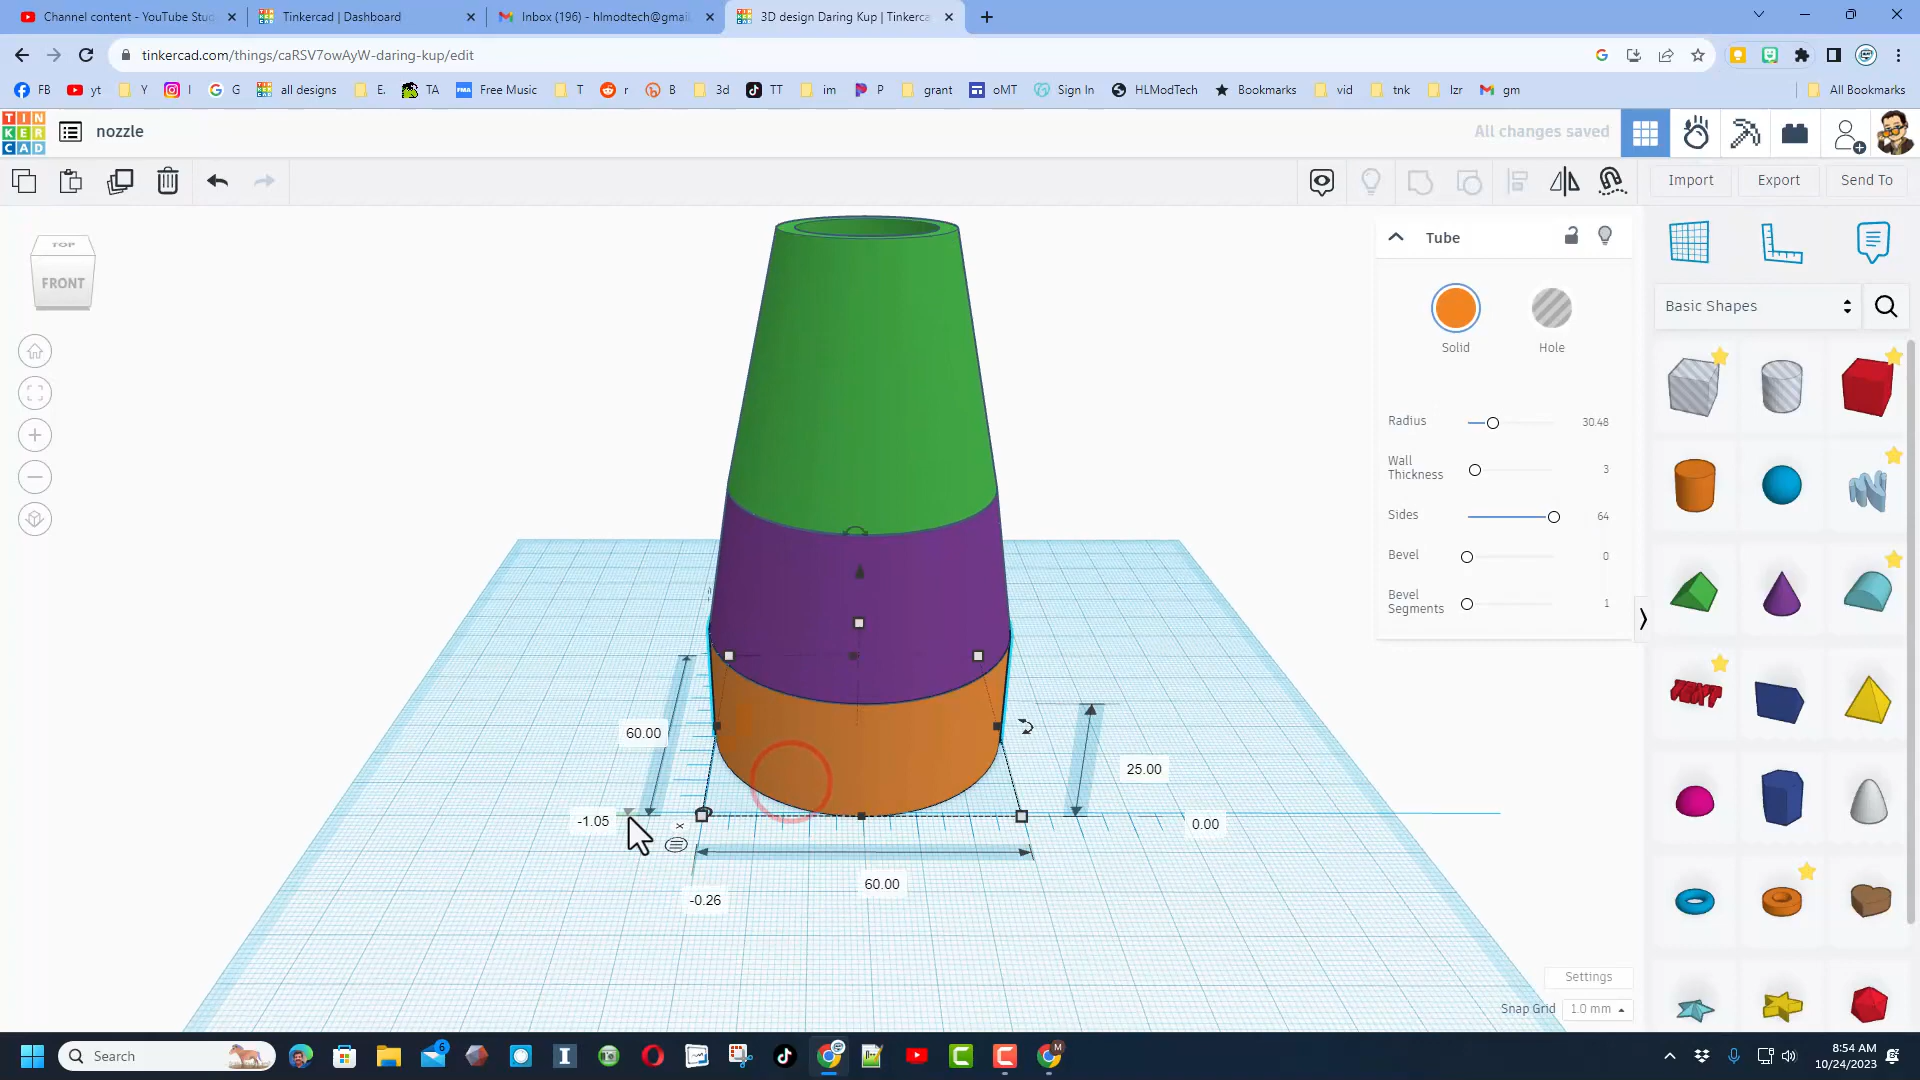 Channel content - YouTube Stu
Tinkercad | Dashboard
Inbox (196) - hlmodtech@gmail
3D design Daring Kup | Tinkerca
tinkercad.com/things/caRSV7owAyW-daring-kup/edit
FB yt Y I G all designs E. TA Free Music T r B 3d TT im P grant oMT Sign In HLModTech Bookmarks vid tnk lzr gm All Bookmarks
TIN
KER
CAD
nozzle
All changes saved
Import Export Send To
TOP
FRONT
Tube
Solid Hole
Radius 30.48
Wall
Thickness 3
Sides 64
Bevel 0
Bevel
Segments 1
Basic Shapes
TEXT
60.00
25.00
-1.05
0.00
60.00
-0.26
x
Settings
Snap Grid 1.0 mm
Search
6
M
8:54 AM
10/24/2023